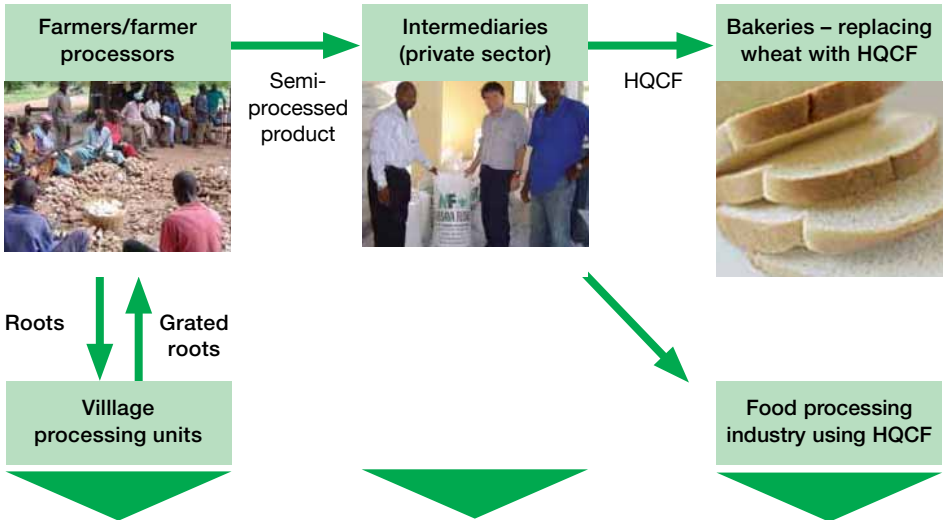 Farmers/farmer
processors
Intermediaries
(private sector)
Bakeries – replacing
wheat with HQCF
Semi-
processed
product
HQCF
NF
Roots
Grated
roots
Villlage
processing units
Food processing
industry using HQCF